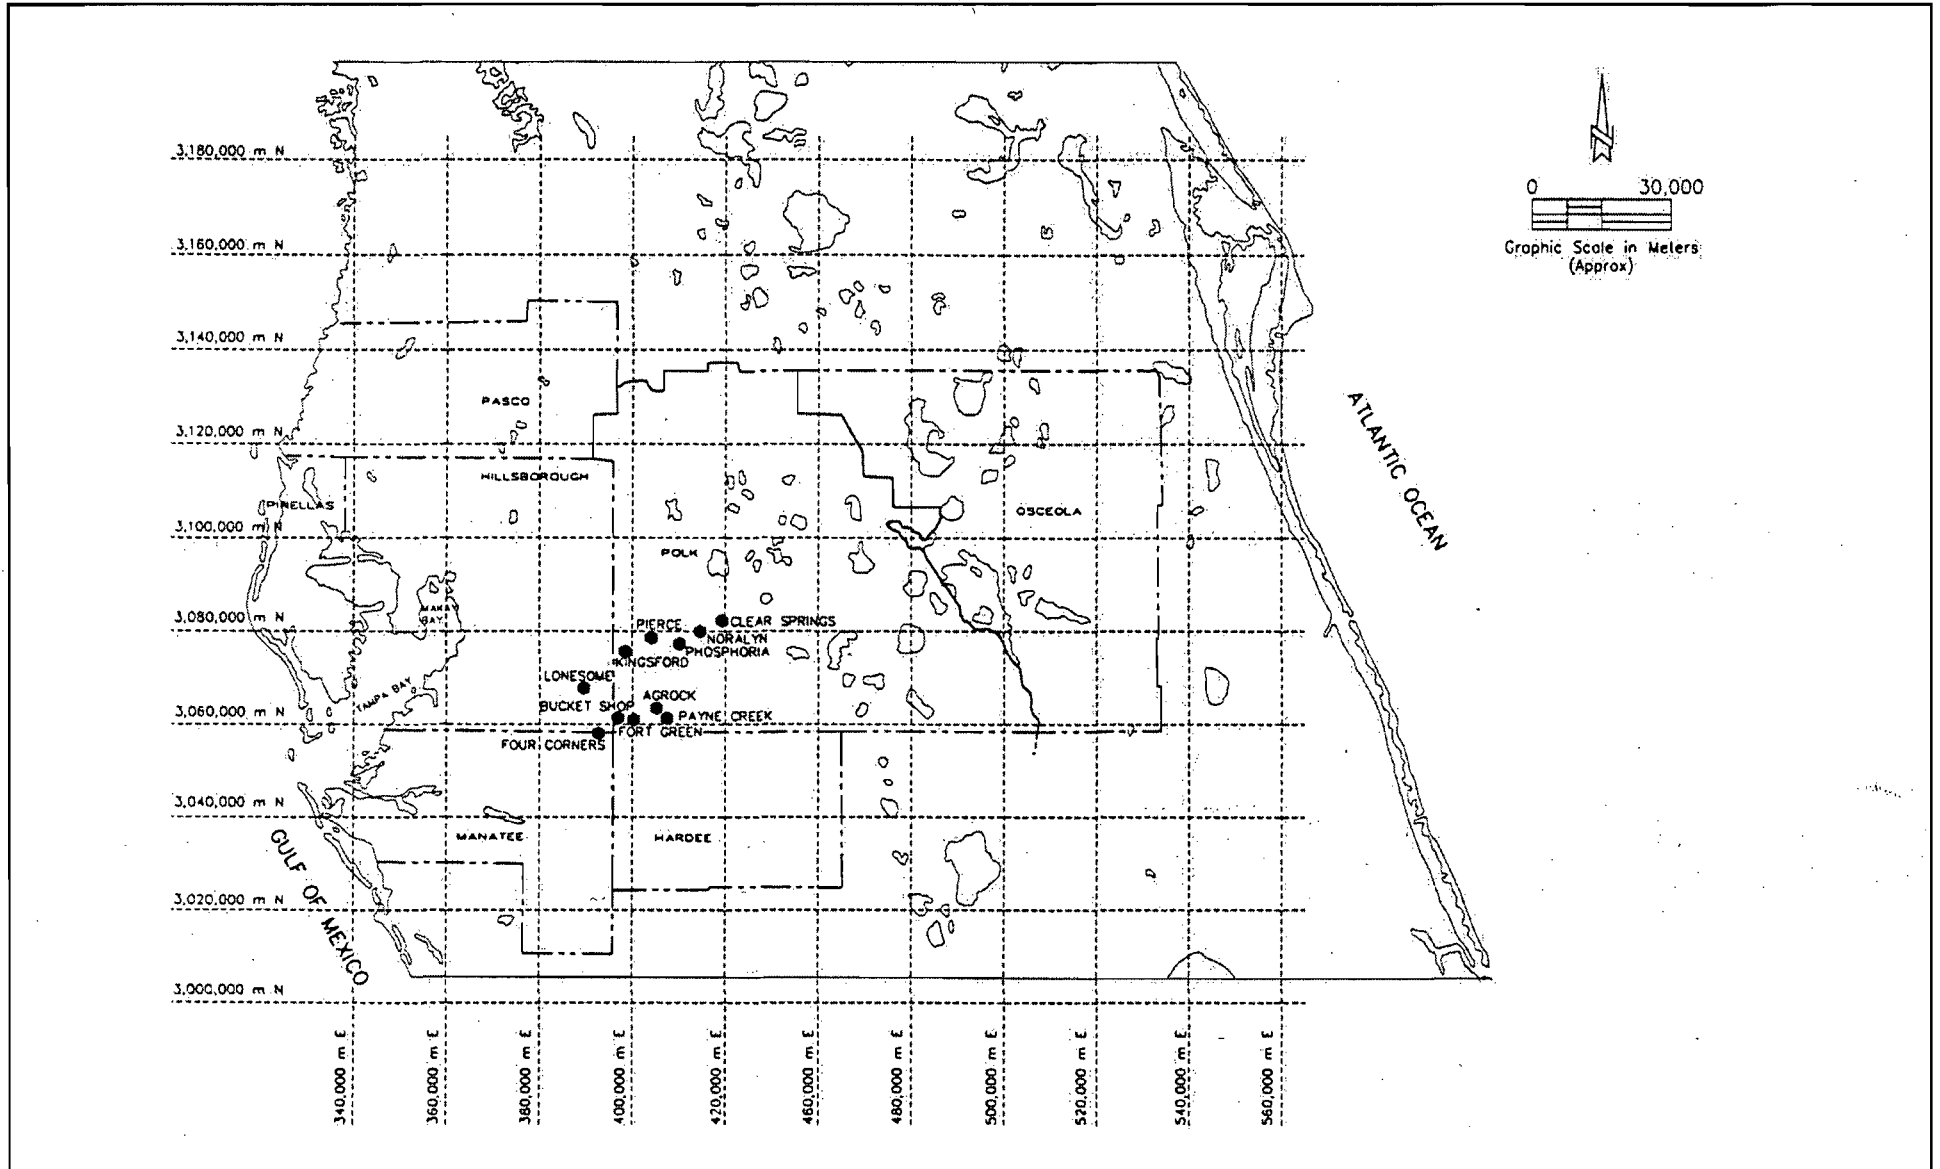 0 30,000
Graphic Scale in Meters
(Approx)
3,180,000 m N
3,160,000 m N
3,140,000 m N
3,120,000 m N
3,100,000 m N
3,080,000 m N
3,060,000 m N
3,040,000 m N
3,020,000 m N
3,000,000 m N
PASCO
HILLSBOROUGH
PINELLAS
OSCEOLA
POLK
ATLANTIC OCEAN
BAY
TAMPA BAY
PIERCE
CLEAR SPRINGS
NORALYN
PHOSPHORIA
KINGSFORD
LONESOME
AGROCK
BUCKET SHOP
PAYNE CREEK
FORT GREEN
FOUR CORNERS
MANATEE
HARDEE
GULF OF MEXICO
340,000 m E
360,000 m E
380,000 m E
400,000 m E
420,000 m E
460,000 m E
480,000 m E
500,000 m E
520,000 m E
540,000 m E
560,000 m E